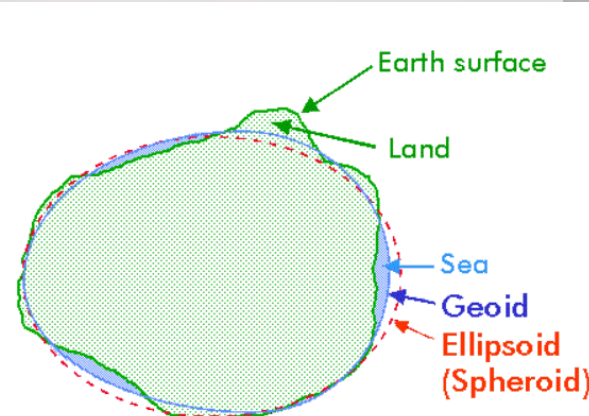 Earth surface
Land
Sea
Geoid
Ellipsoid
(Spheroid)